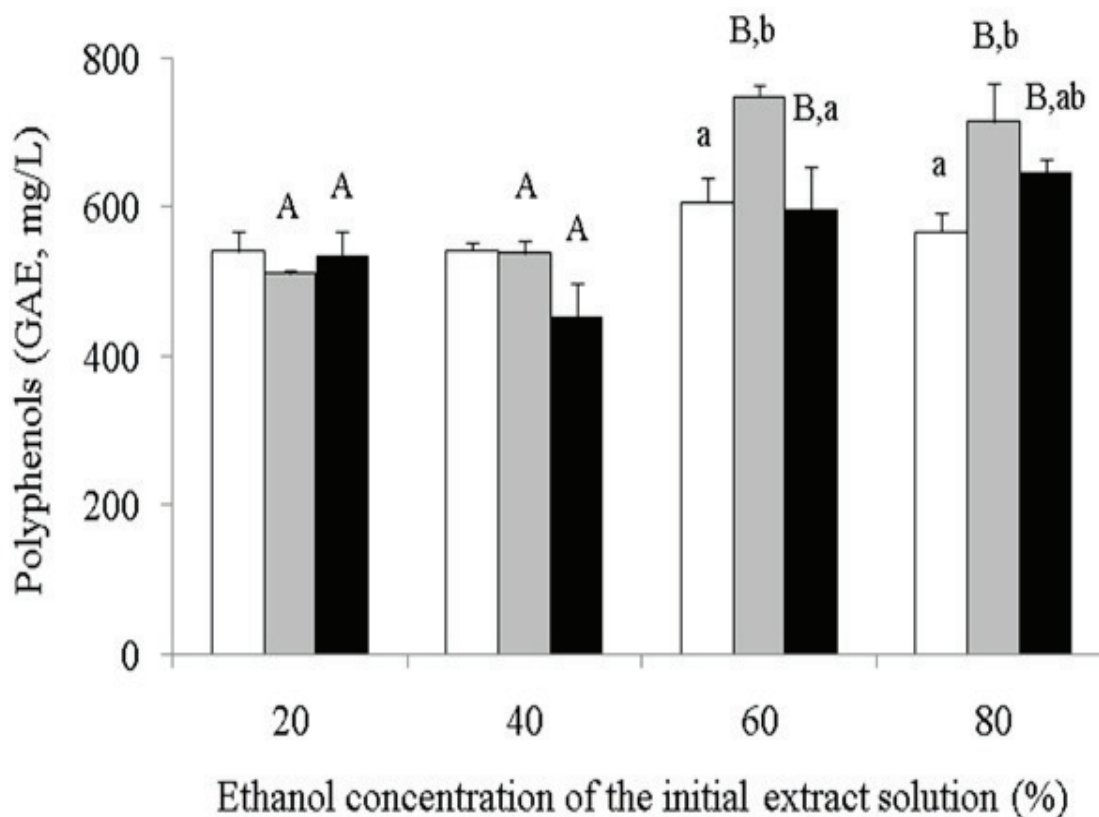 B,b
B,b
800
B,a
B,ab
a
a
A
A
A
A
600
400
200
0
Polyphenols (GAE, mg/L)
20
40
60
80
Ethanol concentration of the initial extract solution (%)